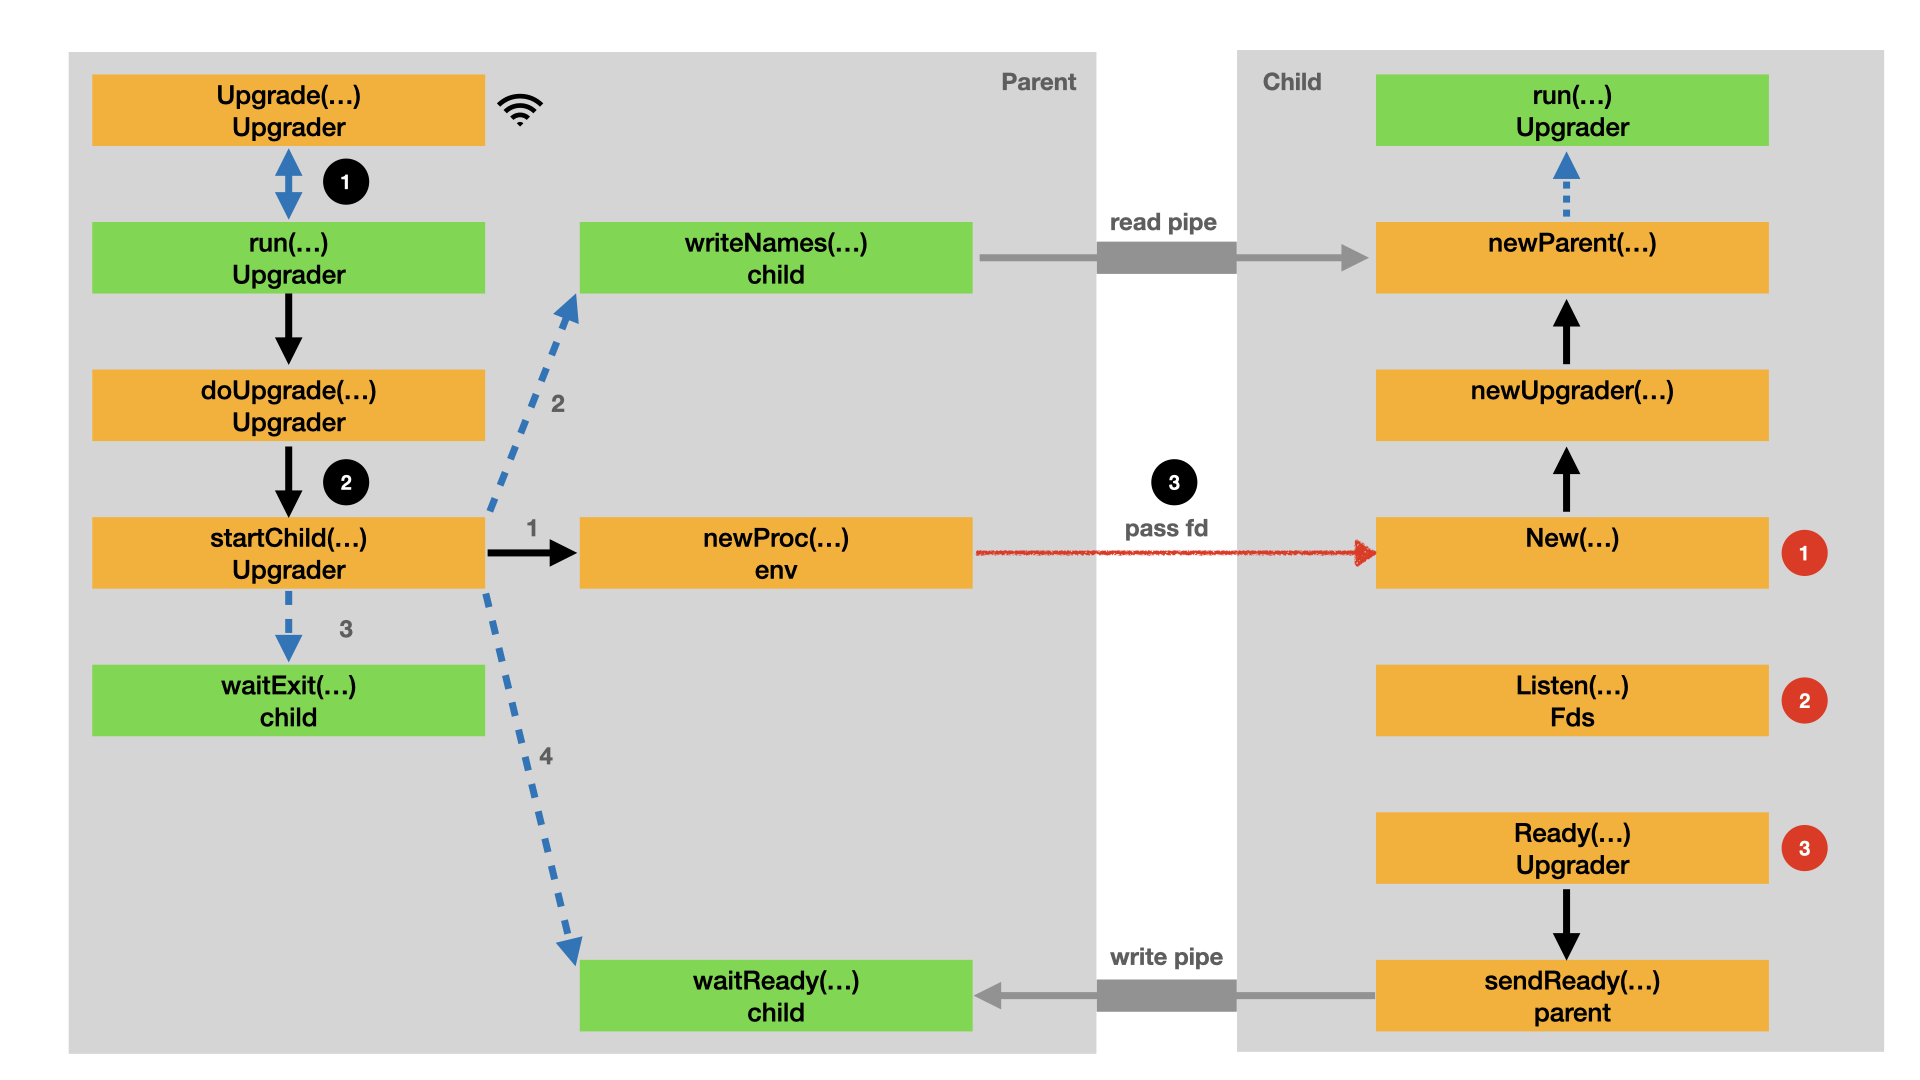 Parent
Upgrade(…)
Upgrader
1
run(…)
Upgrader
doUpgrade(…)
Upgrader
2
startChild(…)
Upgrader
3
waitExit(…)
child
2
writeNames(…)
child
1
newProc(…)
env
4
waitReady(…)
child
read pipe
3
pass fd
write pipe
Child
run(…)
Upgrader
newParent(…)
newUpgrader(…)
New(…)
1
Listen(…)
Fds
2
Ready(…)
Upgrader
3
sendReady(…)
parent